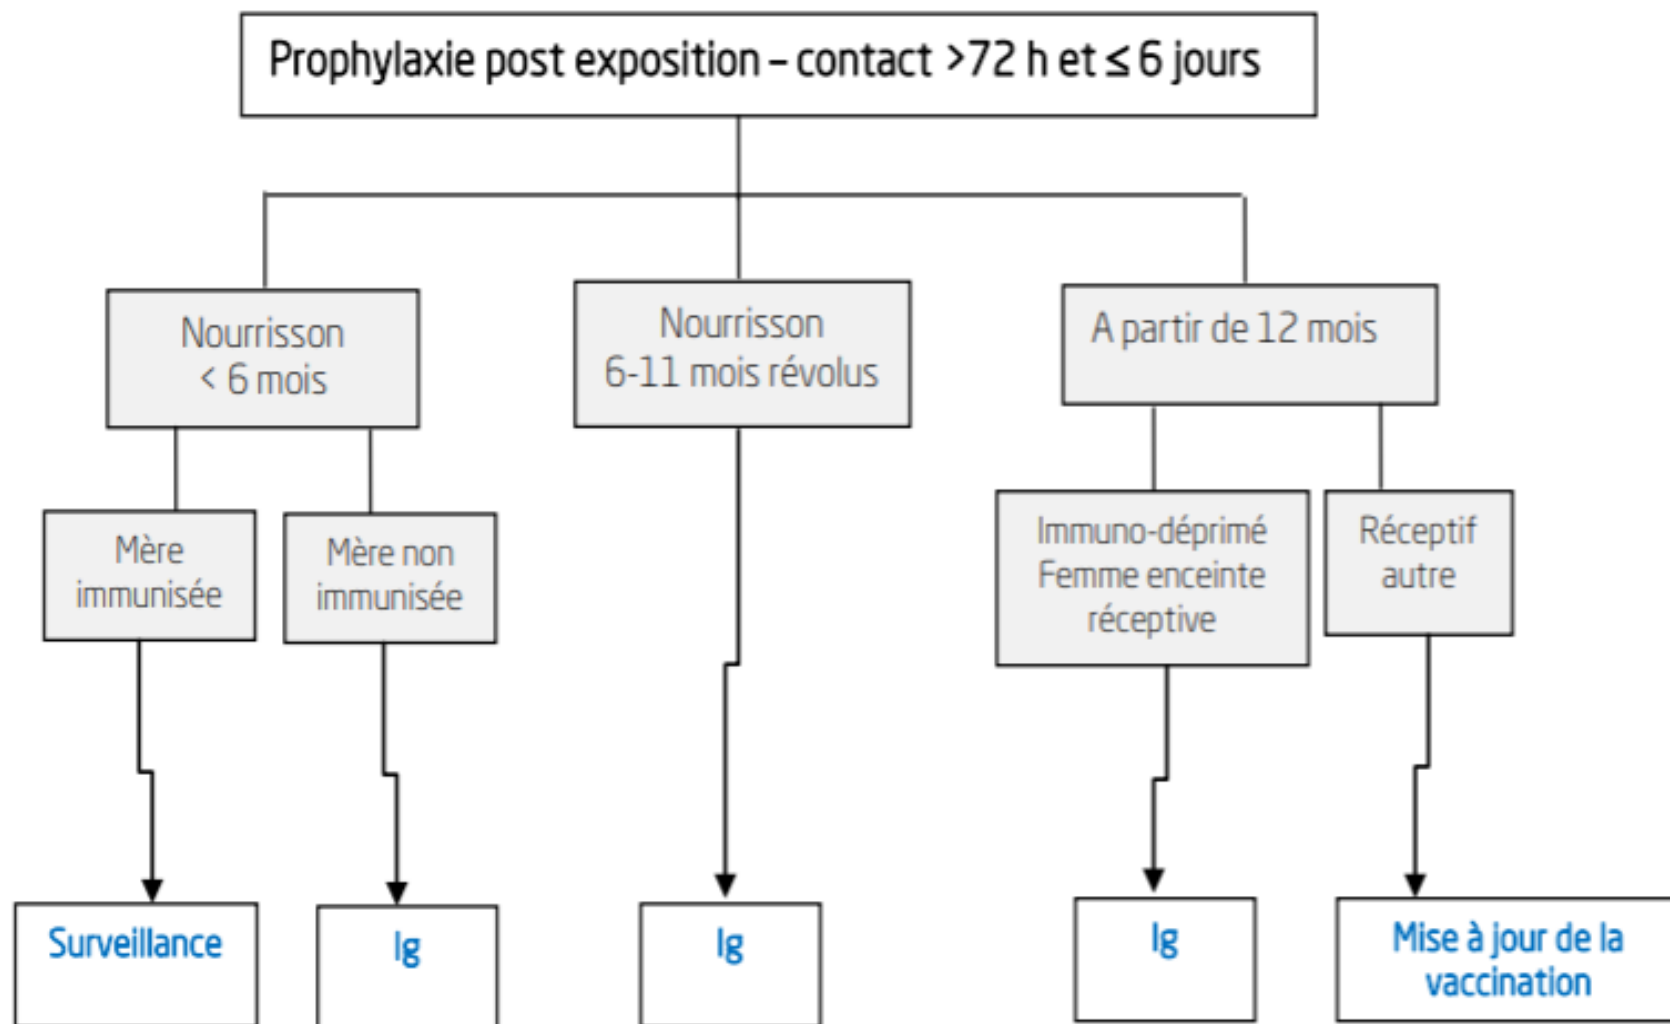 Prophylaxie post exposition – contact >72 h et ≤ 6 jours
Nourrisson
< 6 mois
Nourrisson
6-11 mois révolus
A partir de 12 mois
Mère
immunisée
Mère non
immunisée
Immuno-déprimé
Femme enceinte
réceptive
Réceptif
autre
Surveillance
Ig
Ig
Ig
Mise à jour de la
vaccination